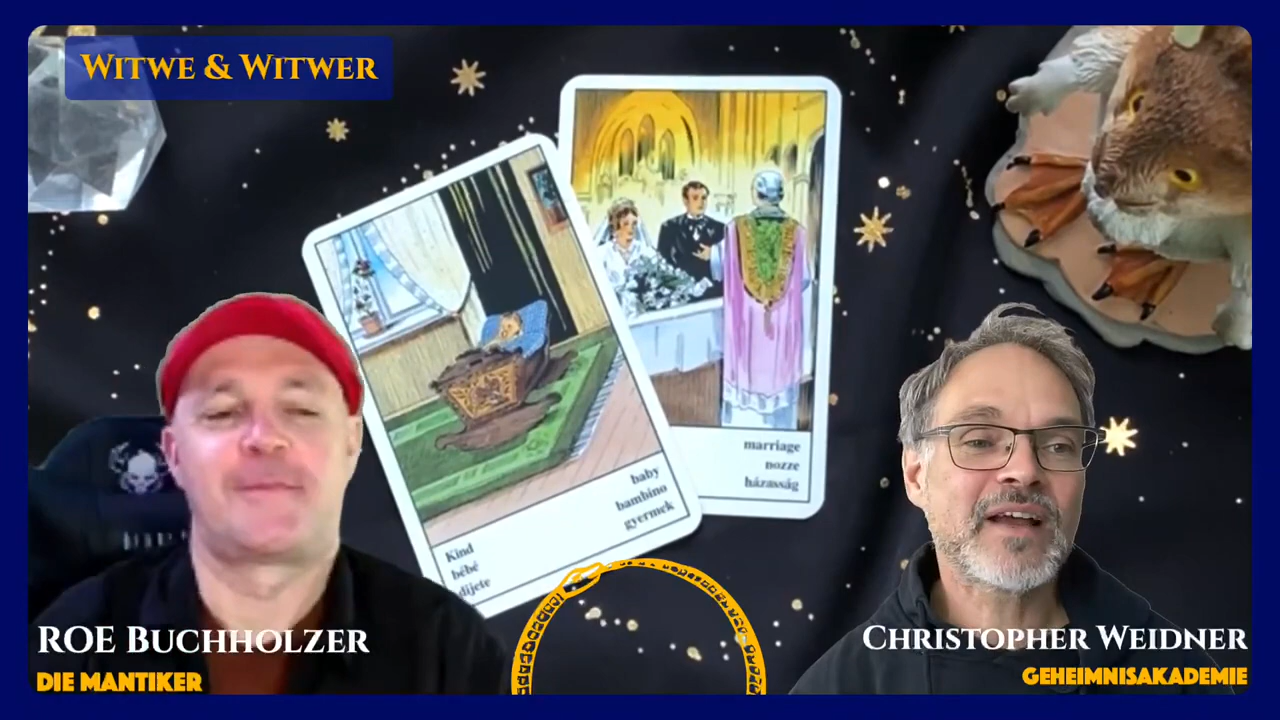 WITWE & WITWER
marriage
nozze
házasság
baby
bambino
gyermek
Kind
bébé
dijete
ROE BUCHHOLZER
DIE MANTIKER
CHRISTOPHER WEIDNER
GEHEIMNISAKADEMIE